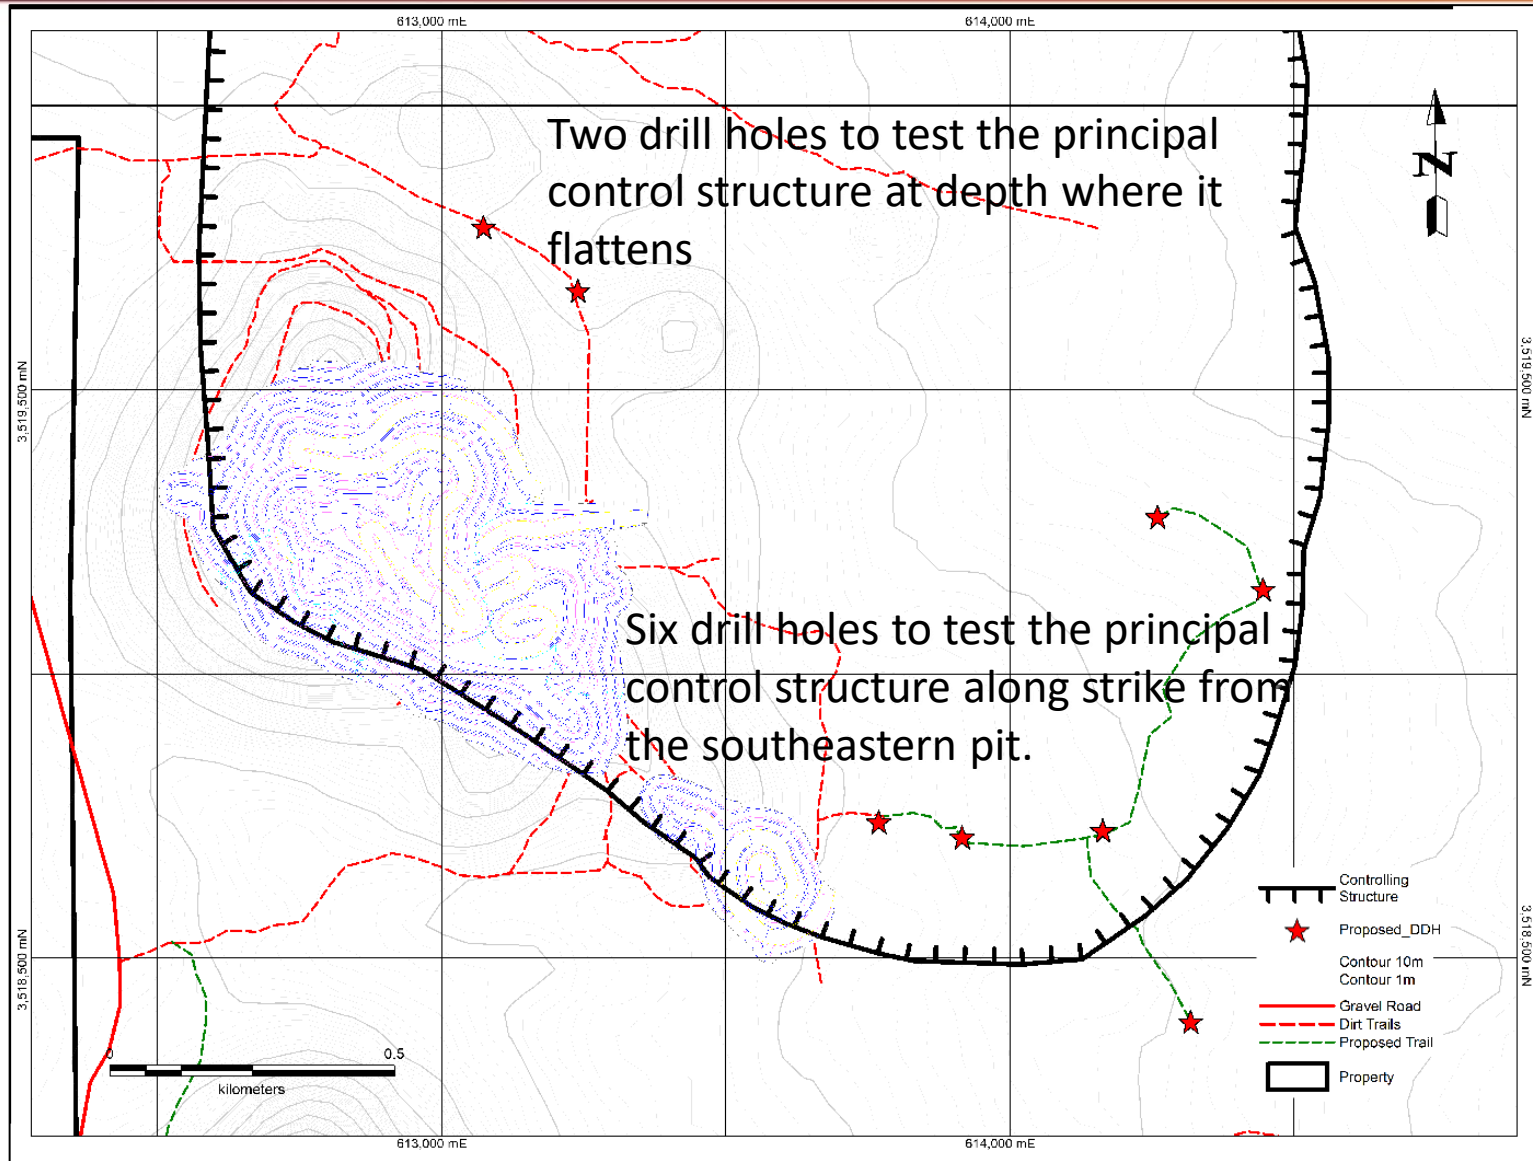 613,000 mE
614,000 mE
Two drill holes to test the principal
control structure at depth where it
flattens
N
3,519,500 mN
3,519,500 mN
Six drill holes to test the principal
control structure along strike from
the southeastern pit.
Controlling
Structure
Proposed_DDH
Contour 10m
Contour 1m
Gravel Road
Dirt Trails
Proposed Trail
Property
3,518,500 mN
3,518,500 mN
0
0.5
kilometers
613,000 mE
614,000 mE